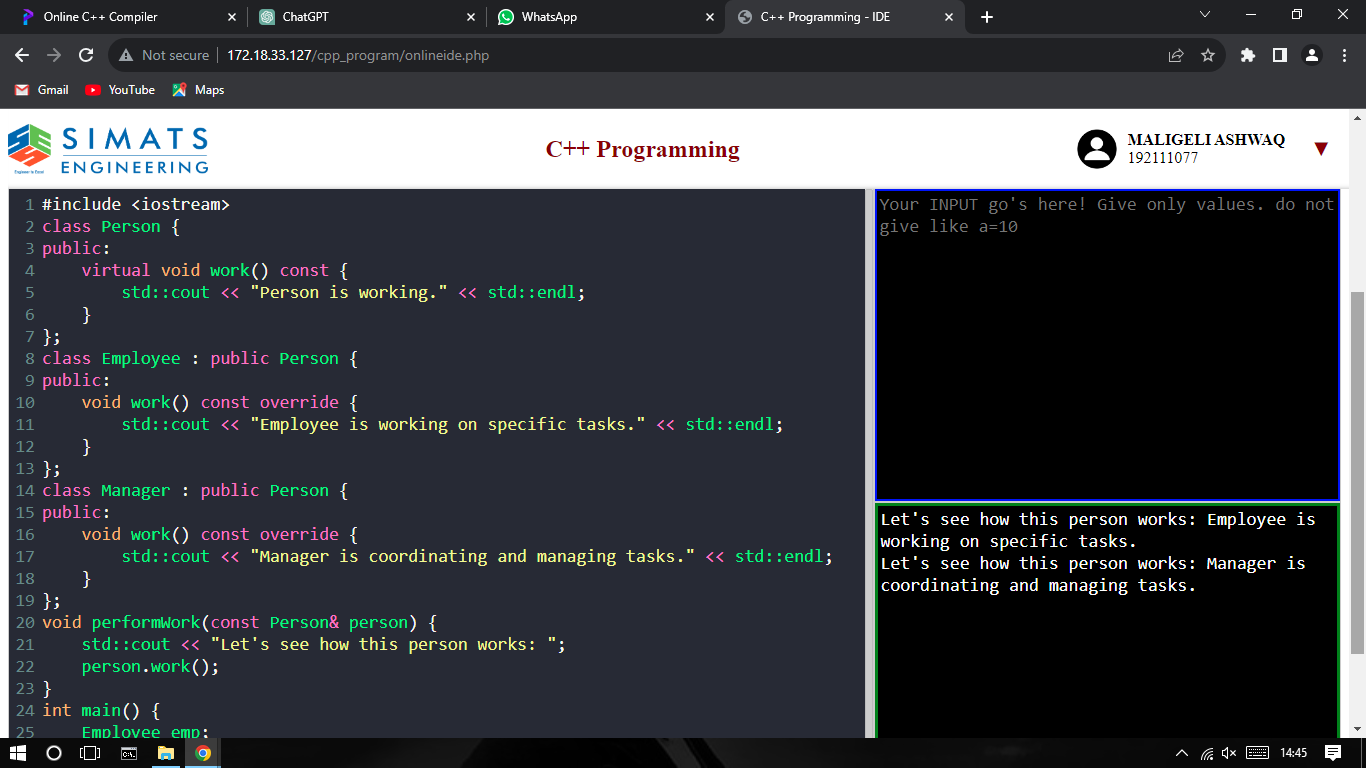 Online C++ Compiler
ChatGPT
WhatsApp
C++ Programming - IDE
Not secure
172.18.33.127/cpp_program/onlineide.php
Gmail
YouTube
Maps
SIMATS
ENGINEERING
C++ Programming
MALIGELI ASHWAQ
192111077
1 #include <iostream>
2 class Person {
3 public:
4     virtual void work() const {
5         std::cout << "Person is working." << std::endl;
6     }
7 };
8 class Employee : public Person {
9 public:
10     void work() const override {
11         std::cout << "Employee is working on specific tasks." << std::endl;
12     }
13 };
14 class Manager : public Person {
15 public:
16     void work() const override {
17         std::cout << "Manager is coordinating and managing tasks." << std::endl;
18     }
19 };
20 void performWork(const Person& person) {
21     std::cout << "Let's see how this person works: ";
22     person.work();
23 }
24 int main() {
25     Employee emp;
Your INPUT go's here! Give only values. do not
give like a=10
Let's see how this person works: Employee is
working on specific tasks.
Let's see how this person works: Manager is
coordinating and managing tasks.
14:45